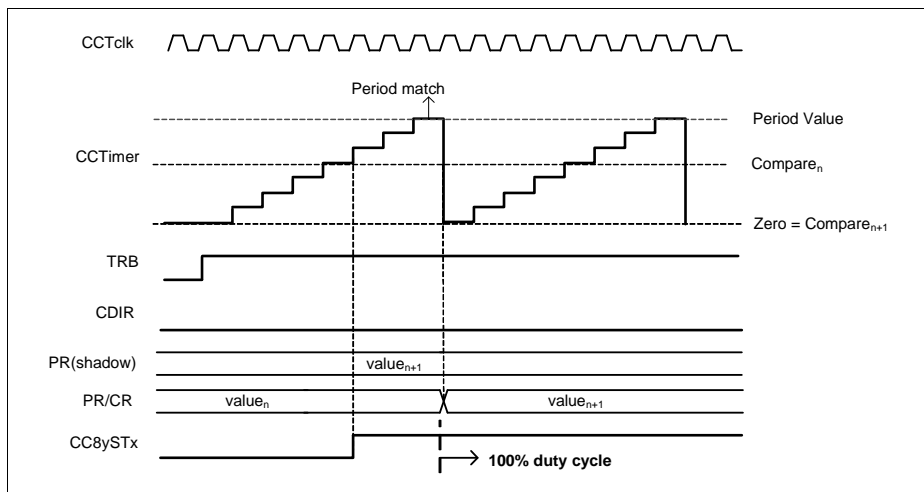 CCTclk
Period match
Period Value
CCTimer
Compareₙ
Zero = Compareₙ₊₁
TRB
CDIR
PR(shadow)
valueₙ₊₁
PR/CR
valueₙ
valueₙ₊₁
CC8ySTx
100% duty cycle